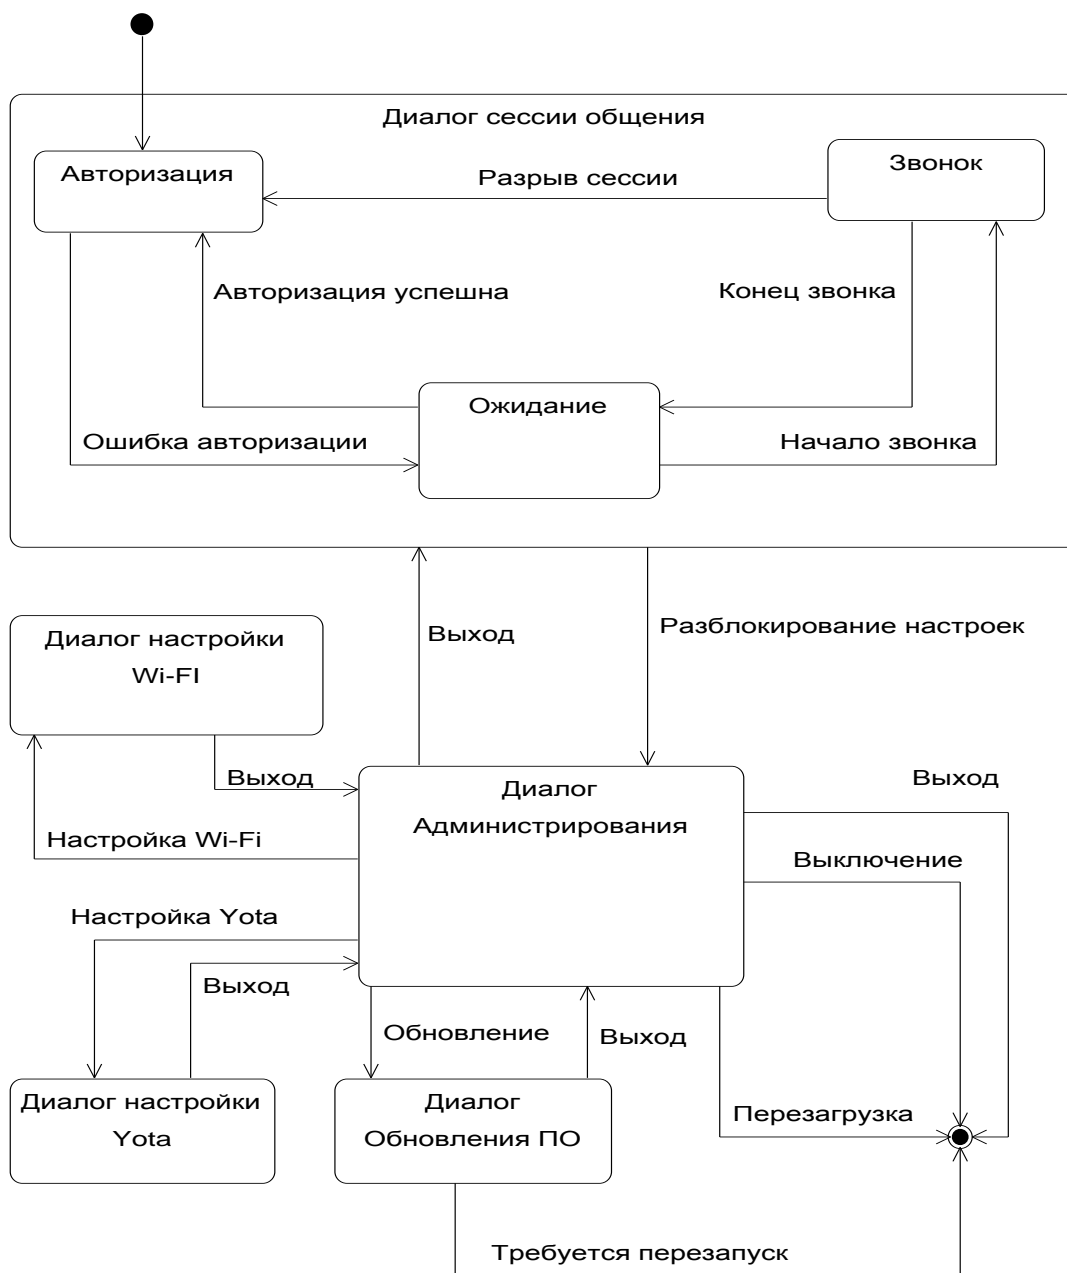 Диалог сессии общения
Авторизация
Звонок
Разрыв сессии
Авторизация успешна
Конец звонка
Ожидание
Ошибка авторизации
Начало звонка
Выход
Разблокирование настроек
Диалог настройки
Wi-FI
Выход
Диалог
Администрирования
Выход
Настройка Wi-Fi
Выключение
Настройка Yota
Выход
Обновление
Выход
Диалог настройки
Yota
Диалог
Обновления ПО
Перезагрузка
Требуется перезапуск